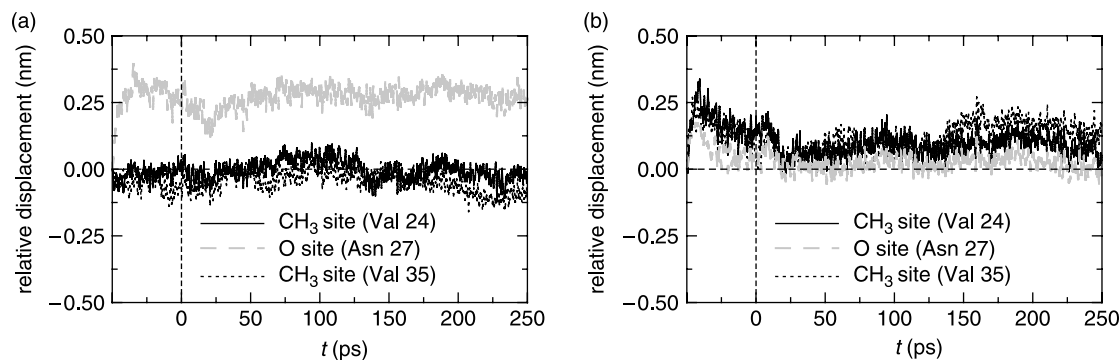 (a)
relative displacement (nm)
0.50
0.25
0.00
−0.25
−0.50
CH₃ site (Val 24)
O site (Asn 27)
CH₃ site (Val 35)
0 50 100 150 200 250
t (ps)
(b)
relative displacement (nm)
0.50
0.25
0.00
−0.25
−0.50
CH₃ site (Val 24)
O site (Asn 27)
CH₃ site (Val 35)
0 50 100 150 200 250
t (ps)